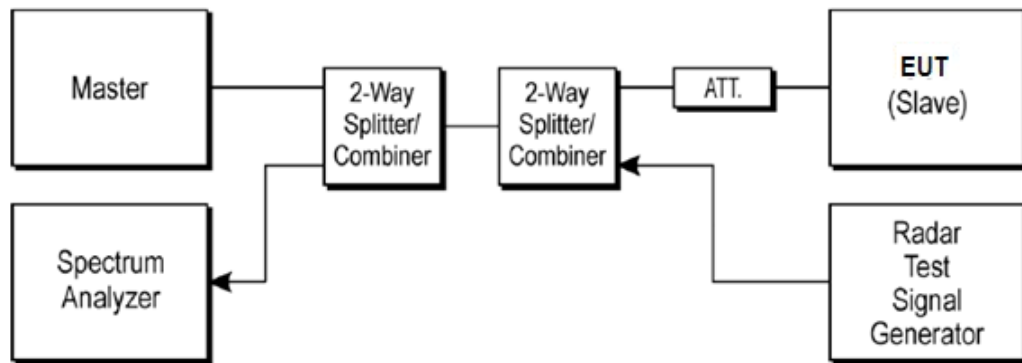 Master
2-Way
Splitter/
Combiner
2-Way
Splitter/
Combiner
ATT.
EUT
(Slave)
Spectrum
Analyzer
Radar
Test
Signal
Generator